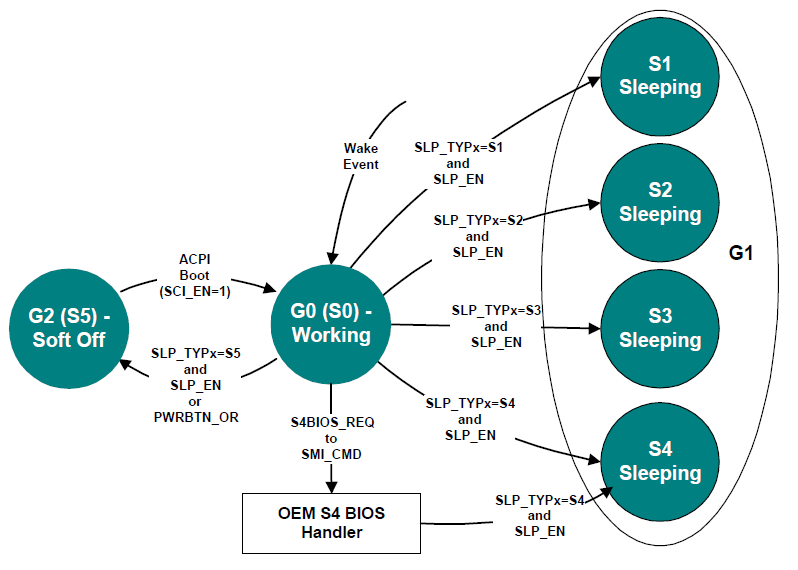 S1
Sleeping
Wake
Event
SLP_TYPx=S1
and
SLP_EN
S2
Sleeping
SLP_TYPx=S2
and
SLP_EN
G1
ACPI
Boot
(SCI_EN=1)
G2 (S5) -
Soft Off
G0 (S0) -
Working
SLP_TYPx=S3
and
SLP_EN
S3
Sleeping
SLP_TYPx=S5
and
SLP_EN
or
PWRBTN_OR
SLP_TYPx=S4
and
SLP_EN
S4BIOS_REQ
to
SMI_CMD
S4
Sleeping
OEM S4 BIOS
Handler
SLP_TYPx=S4
and
SLP_EN